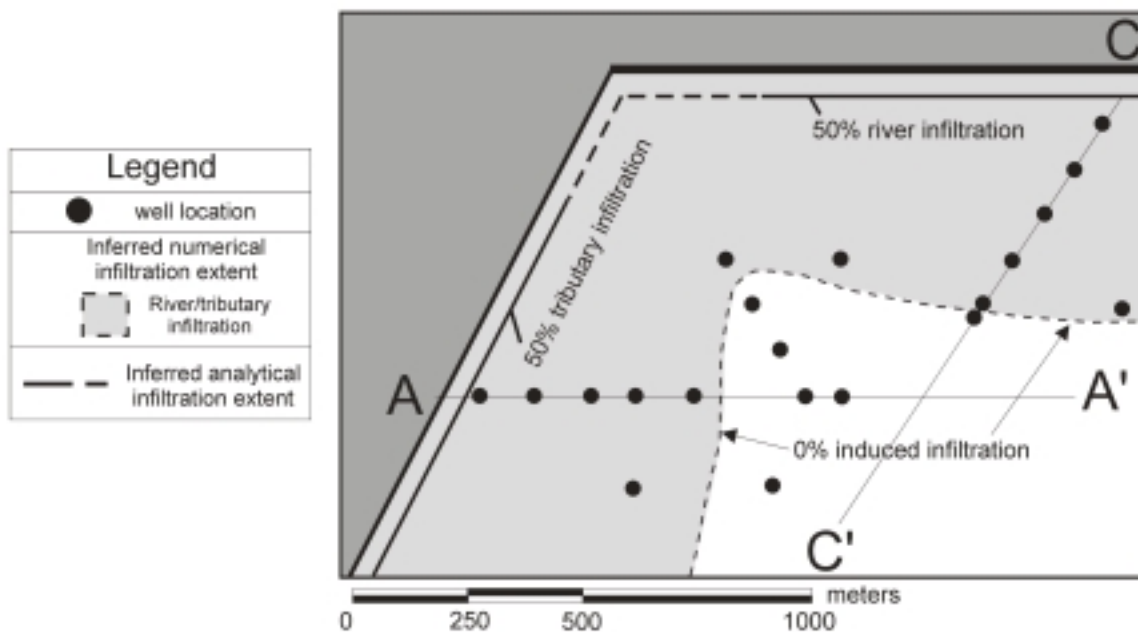 Legend
well location
Inferred numerical
infiltration extent
River/tributary
infiltration
Inferred analytical
infiltration extent
C
50% river infiltration
50% tributary infiltration
A
A'
0% induced infiltration
C'
meters
0
250
500
1000